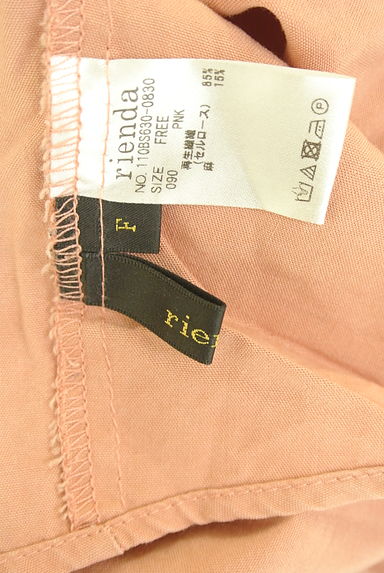 rienda
NO. 110BS630-0830
SIZE FREE
090 PNK
再生繊維 85%
(セルロース)
麻 15%
P
F
rie